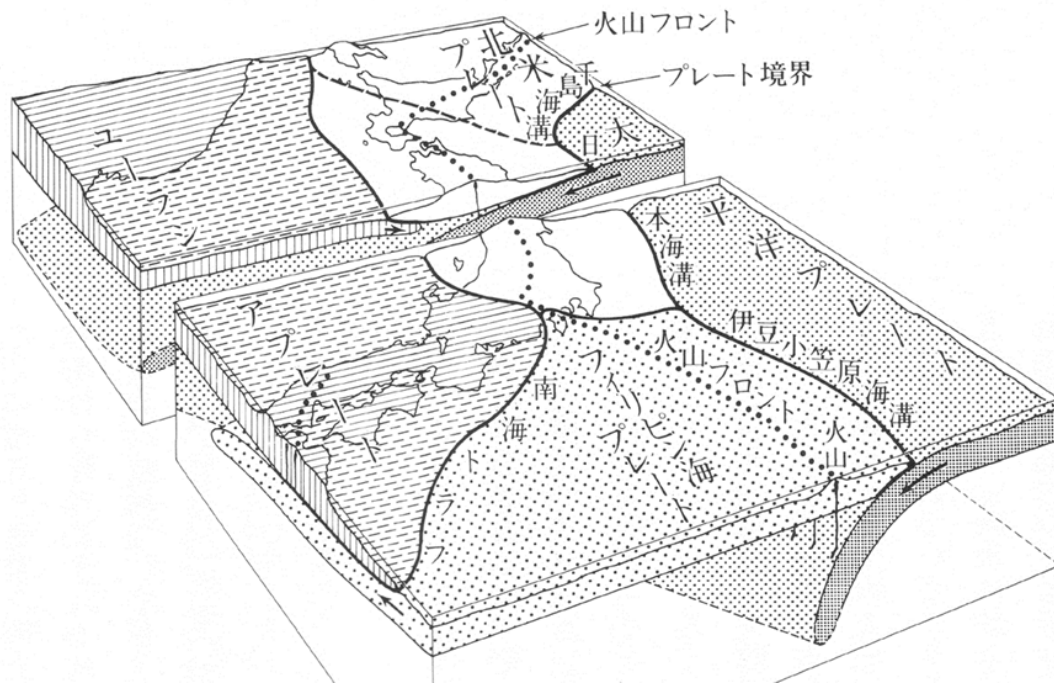 火山フロント
プレート境界
北米プレート
千島海溝
ユーラシ
アプレート
日
本海溝
太
平洋プレート
伊豆小笠原海溝
火山フロント
火山
フィリピン海プレート
南海トラフ